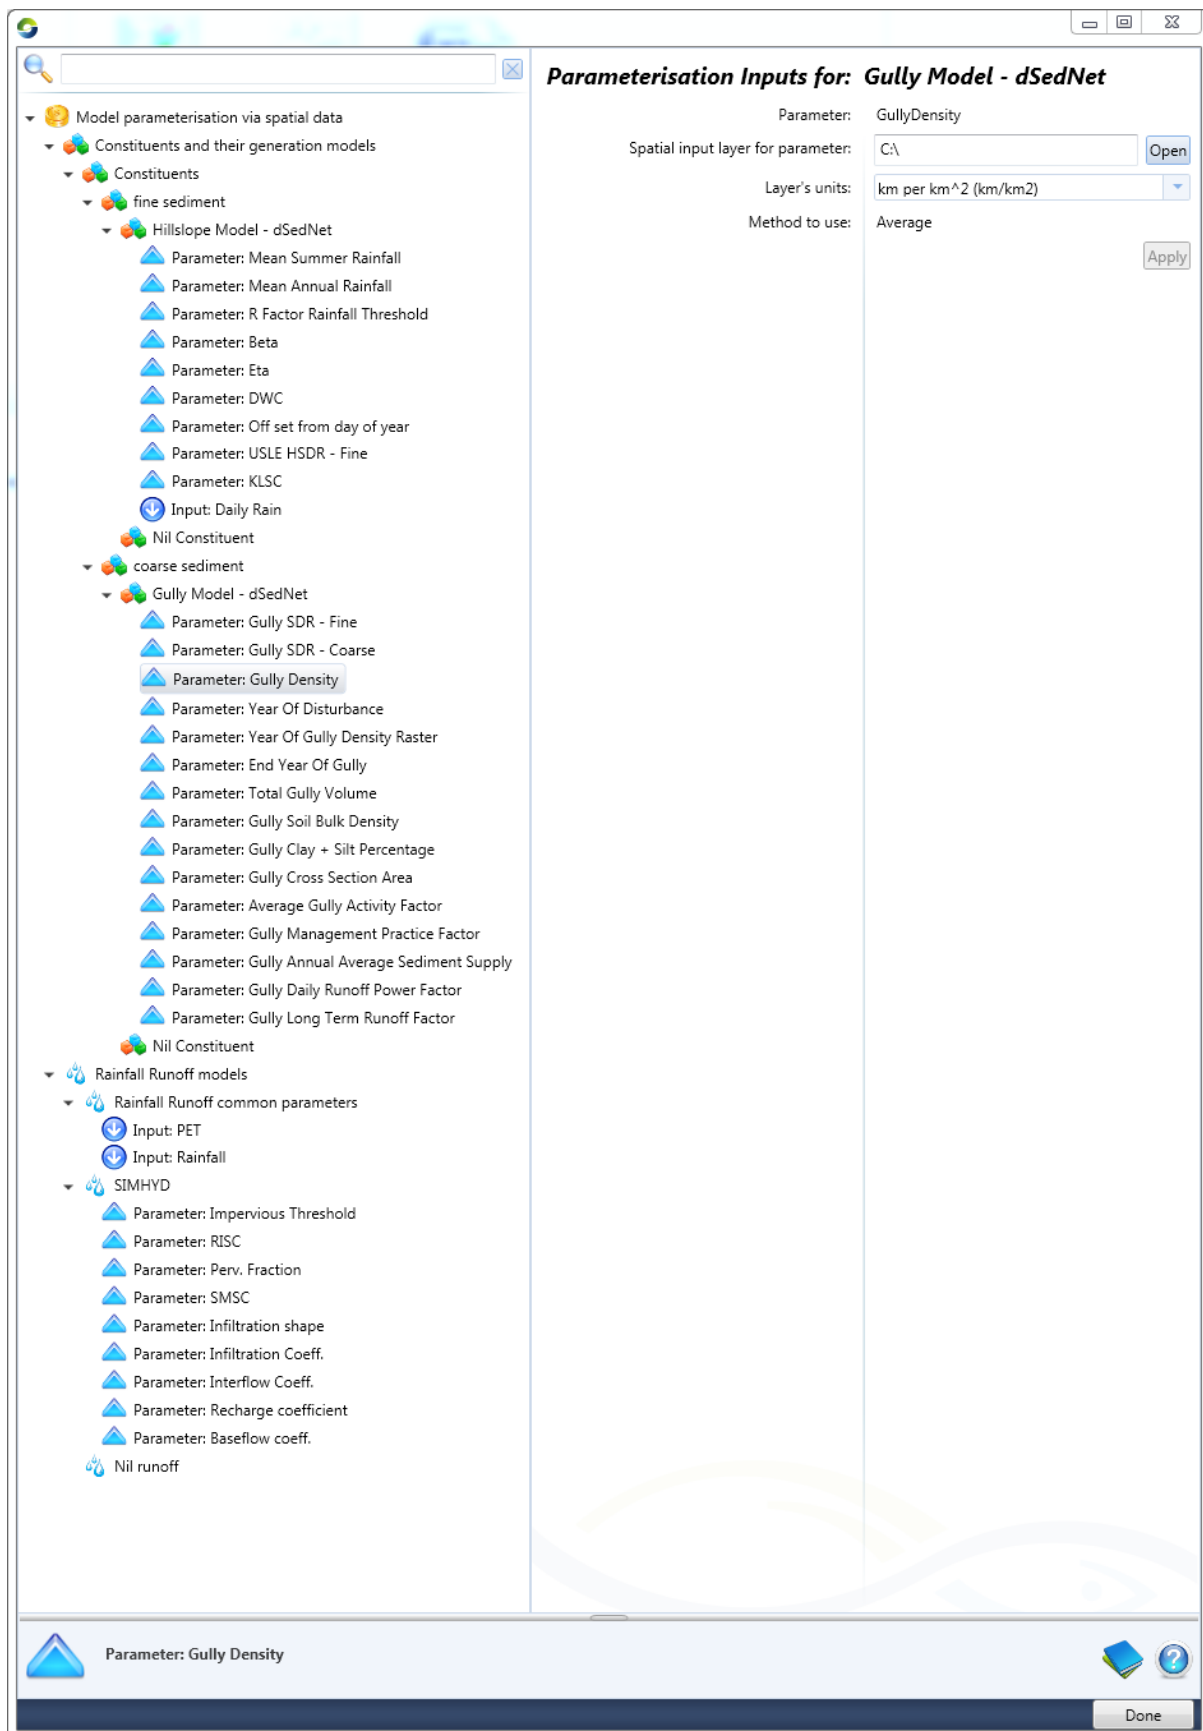 Parameterisation Inputs for: Gully Model - dSedNet
Parameter: GullyDensity
Spatial input layer for parameter: C:\ Open
Layer's units: km per km^2 (km/km2)
Method to use: Average
Apply
Model parameterisation via spatial data
Constituents and their generation models
Constituents
fine sediment
Hillslope Model - dSedNet
Parameter: Mean Summer Rainfall
Parameter: Mean Annual Rainfall
Parameter: R Factor Rainfall Threshold
Parameter: Beta
Parameter: Eta
Parameter: DWC
Parameter: Off set from day of year
Parameter: USLE HSDR - Fine
Parameter: KLSC
Input: Daily Rain
Nil Constituent
coarse sediment
Gully Model - dSedNet
Parameter: Gully SDR - Fine
Parameter: Gully SDR - Coarse
Parameter: Gully Density
Parameter: Year Of Disturbance
Parameter: Year Of Gully Density Raster
Parameter: End Year Of Gully
Parameter: Total Gully Volume
Parameter: Gully Soil Bulk Density
Parameter: Gully Clay + Silt Percentage
Parameter: Gully Cross Section Area
Parameter: Average Gully Activity Factor
Parameter: Gully Management Practice Factor
Parameter: Gully Annual Average Sediment Supply
Parameter: Gully Daily Runoff Power Factor
Parameter: Gully Long Term Runoff Factor
Nil Constituent
Rainfall Runoff models
Rainfall Runoff common parameters
Input: PET
Input: Rainfall
SIMHYD
Parameter: Impervious Threshold
Parameter: RISC
Parameter: Perv. Fraction
Parameter: SMSC
Parameter: Infiltration shape
Parameter: Infiltration Coeff.
Parameter: Interflow Coeff.
Parameter: Recharge coefficient
Parameter: Baseflow coeff.
Nil runoff
Parameter: Gully Density
Done